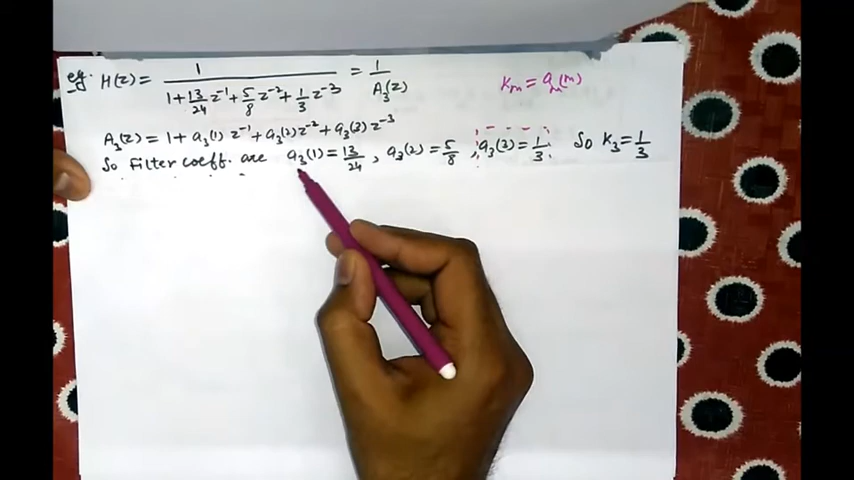 eg. H(z) = 1 / (1 + 13/24 z⁻¹ + 5/8 z⁻² + 1/3 z⁻³) = 1 / A₃(z)
Kₘ = aₘ(m)
A₃(z) = 1 + a₃(1) z⁻¹ + a₃(2) z⁻² + a₃(3) z⁻³
So filter coeff. are a₃(1) = 13/24, a₃(2) = 5/8, a₃(3) = 1/3. So K₃ = 1/3